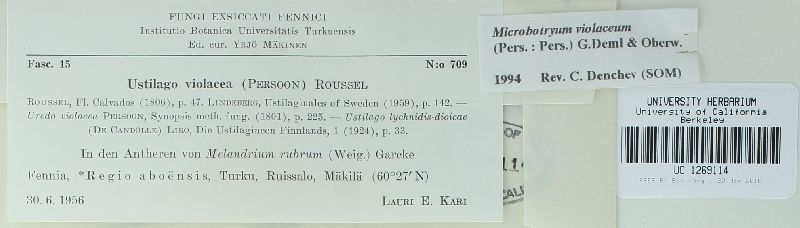 FUNGI EXSICCATI FENNICI
Instituto Botanica Universitatis Turkuensis
Ed. cur. YRJÖ MÄKINEN
Fasc. 15 N:o 709
Ustilago violacea (PERSOON) ROUSSEL
ROUSSEL, Fl. Calvados (1806), p. 47. LINDEBERG, Ustilaginales of Sweden (1959), p. 142. —
Uredo violacea PERSOON, Synopsis meth. fung. (1801), p. 225. — Ustilago lychnidis-dioicae
(DE CANDOLLE) LIRO, Die Ustilagineen Finnlands, 1 (1924), p. 33.
In den Antheren von Melandrium rubrum (Weig.) Garcke
Fennia, *Regio aboënsis, Turku, Ruissalo, Mäkilä (60°27′N)
30. 6. 1956 LAURI E. KARI
Microbotryum violaceum
(Pers. : Pers.) G.Deml & Oberw.
1994 Rev. C. Denchev (SOM)
UNIVERSITY HERBARIUM
University of California
Berkeley
UC 1269114